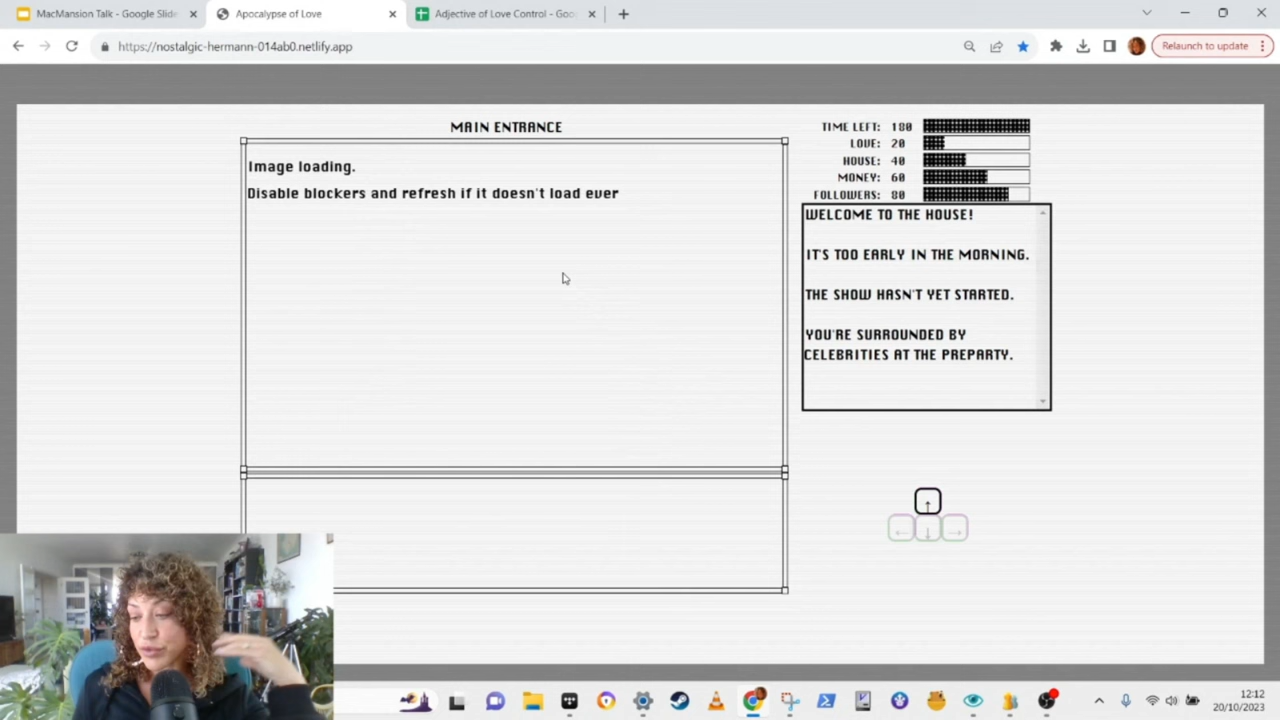 MacMansion Talk - Google Slide
Apocalypse of Love
Adjective of Love Control - Goo
https://nostalgic-hermann-014ab0.netlify.app
Relaunch to update
MAIN ENTRANCE
Image loading.
Disable blockers and refresh if it doesn't load ever
TIME LEFT: 180
LOVE: 20
HOUSE: 40
MONEY: 60
FOLLOWERS: 80
WELCOME TO THE HOUSE!
IT'S TOO EARLY IN THE MORNING.
THE SHOW HASN'T YET STARTED.
YOU'RE SURROUNDED BY
CELEBRITIES AT THE PREPARTY.
12:12
20/10/2023